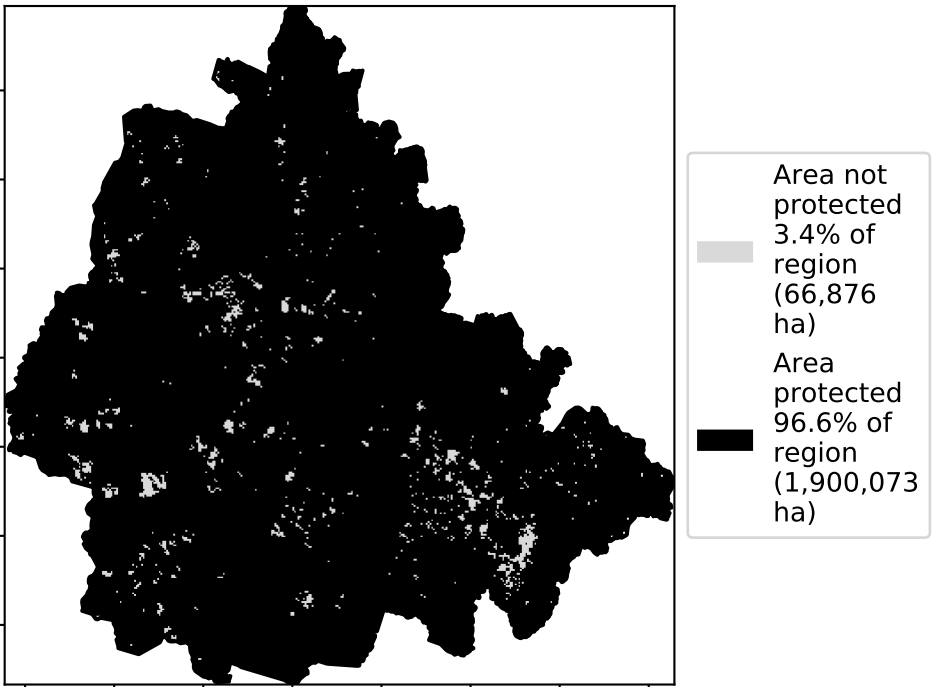 Area not
protected
3.4% of
region
(66,876
ha)
Area
protected
96.6% of
region
(1,900,073
ha)